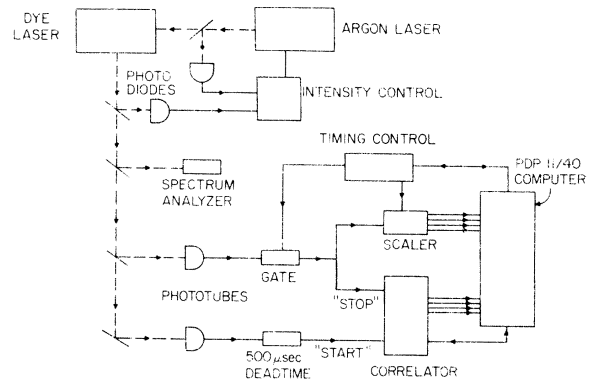 DYE
LASER
ARGON LASER
PHOTO
DIODES
INTENSITY CONTROL
TIMING CONTROL
PDP 11/40
COMPUTER
SPECTRUM
ANALYZER
SCALER
GATE
PHOTOTUBES
"STOP"
500 μsec
DEADTIME
"START"
CORRELATOR